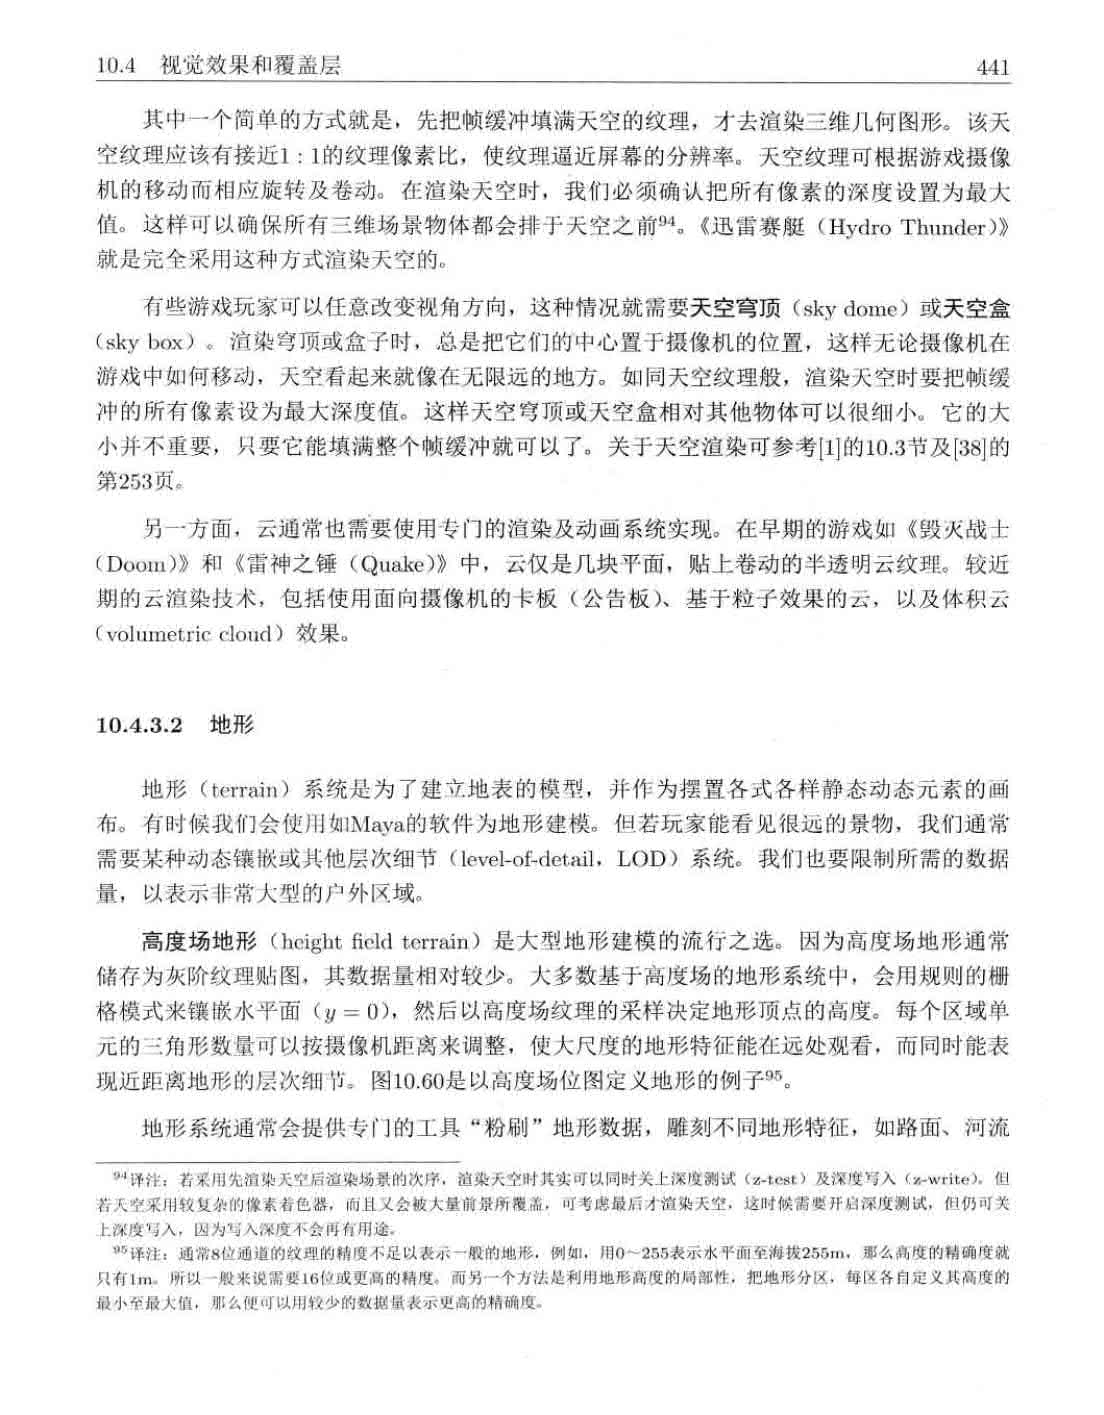 10.4 视觉效果和覆盖层 441
其中一个简单的方式就是，先把帧缓冲填满天空的纹理，才去渲染三维几何图形。该天
空纹理应该有接近1:1的纹理像素比，使纹理逼近屏幕的分辨率。天空纹理可根据游戏摄像
机的移动而相应旋转及卷动。在渲染天空时，我们必须确认把所有像素的深度设置为最大
值。这样可以确保所有三维场景物体都会排于天空之前94。《迅雷赛艇（Hydro Thunder）》
就是完全采用这种方式渲染天空的。
有些游戏玩家可以任意改变视角方向，这种情况就需要天空穹顶（sky dome）或天空盒
（sky box）。渲染穹顶或盒子时，总是把它们的中心置于摄像机的位置，这样无论摄像机在
游戏中如何移动，天空看起来就像在无限远的地方。如同天空纹理般，渲染天空时要把帧缓
冲的所有像素设为最大深度值。这样天空穹顶或天空盒相对其他物体可以很细小。它的大
小并不重要，只要它能填满整个帧缓冲就可以了。关于天空渲染可参考[1]的10.3节及[38]的
第253页。
另一方面，云通常也需要使用专门的渲染及动画系统实现。在早期的游戏如《毁灭战士
（Doom）》和《雷神之锤（Quake）》中，云仅是几块平面，贴上卷动的半透明云纹理。较近
期的云渲染技术，包括使用面向摄像机的卡板（公告板）、基于粒子效果的云，以及体积云
（volumetric cloud）效果。
10.4.3.2 地形
地形（terrain）系统是为了建立地表的模型，并作为摆置各式各样静态动态元素的画
布。有时候我们会使用如Maya的软件为地形建模。但若玩家能看见很远的景物，我们通常
需要某种动态镶嵌或其他层次细节（level-of-detail，LOD）系统。我们也要限制所需的数据
量，以表示非常大型的户外区域。
高度场地形（height field terrain）是大型地形建模的流行之选。因为高度场地形通常
储存为灰阶纹理贴图，其数据量相对较少。大多数基于高度场的地形系统中，会用规则的栅
格模式来镶嵌水平面（y = 0），然后以高度场纹理的采样决定地形顶点的高度。每个区域单
元的三角形数量可以按摄像机距离来调整，使大尺度的地形特征能在远处观看，而同时能表
现近距离地形的层次细节。图10.60是以高度场位图定义地形的例子95。
地形系统通常会提供专门的工具“粉刷”地形数据，雕刻不同地形特征，如路面、河流
94译注：若采用先渲染天空后渲染场景的次序，渲染天空时其实可以同时关上深度测试（z-test）及深度写入（z-write）。但
若天空采用较复杂的像素着色器，而且又会被大量前景所覆盖，可考虑最后才渲染天空，这时候需要开启深度测试，但仍可关
上深度写入，因为写入深度不会再有用途。
95译注：通常8位通道的纹理的精度不足以表示一般的地形，例如，用0～255表示水平面至海拔255m，那么高度的精确度就
只有1m。所以一般来说需要16位或更高的精度。而另一个方法是利用地形高度的局部性，把地形分区，每区各自定义其高度的
最小至最大值，那么便可以用较少的数据量表示更高的精确度。